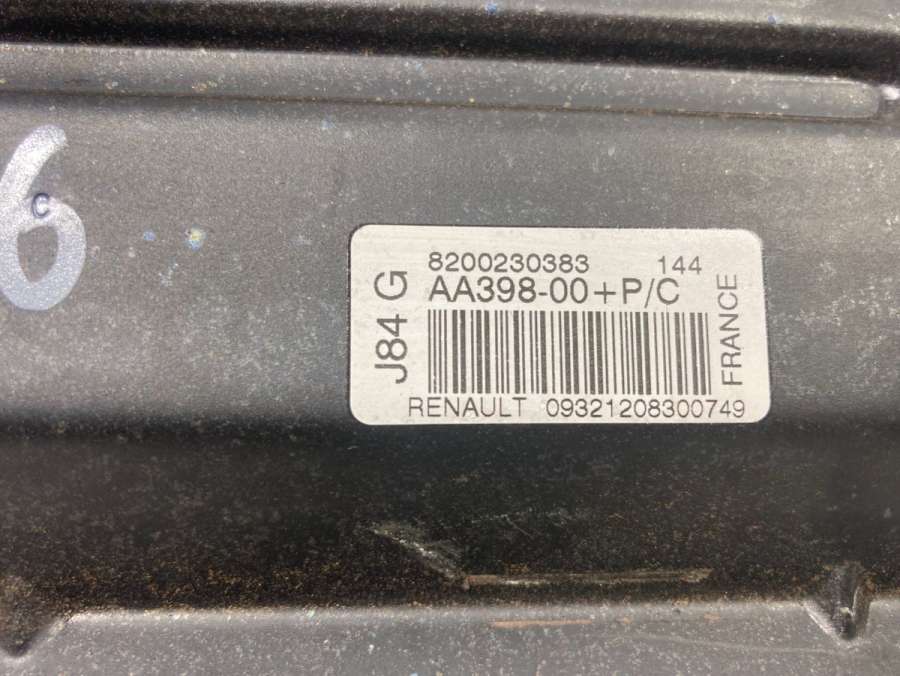 6
J84 G
8200230383 144
AA398-00+P/C
FRANCE
RENAULT 09321208300749